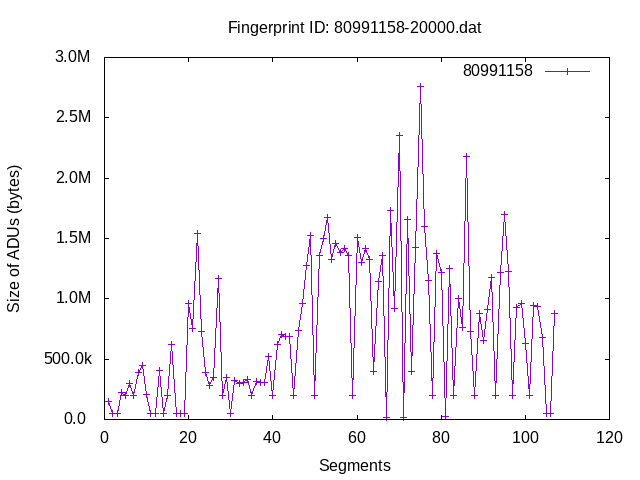 Fingerprint ID: 80991158-20000.dat
3.0M
80991158
2.5M
2.0M
1.5M
1.0M
500.0k
0.0
Size of ADUs (bytes)
0 20 40 60 80 100 120
Segments